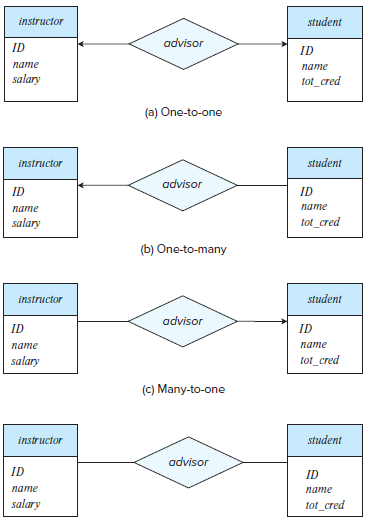 instructor
ID
name
salary
advisor
student
ID
name
tot_cred
(a) One-to-one
instructor
ID
name
salary
advisor
student
ID
name
tot_cred
(b) One-to-many
instructor
ID
name
salary
advisor
student
ID
name
tot_cred
(c) Many-to-one
instructor
ID
name
salary
advisor
student
ID
name
tot_cred